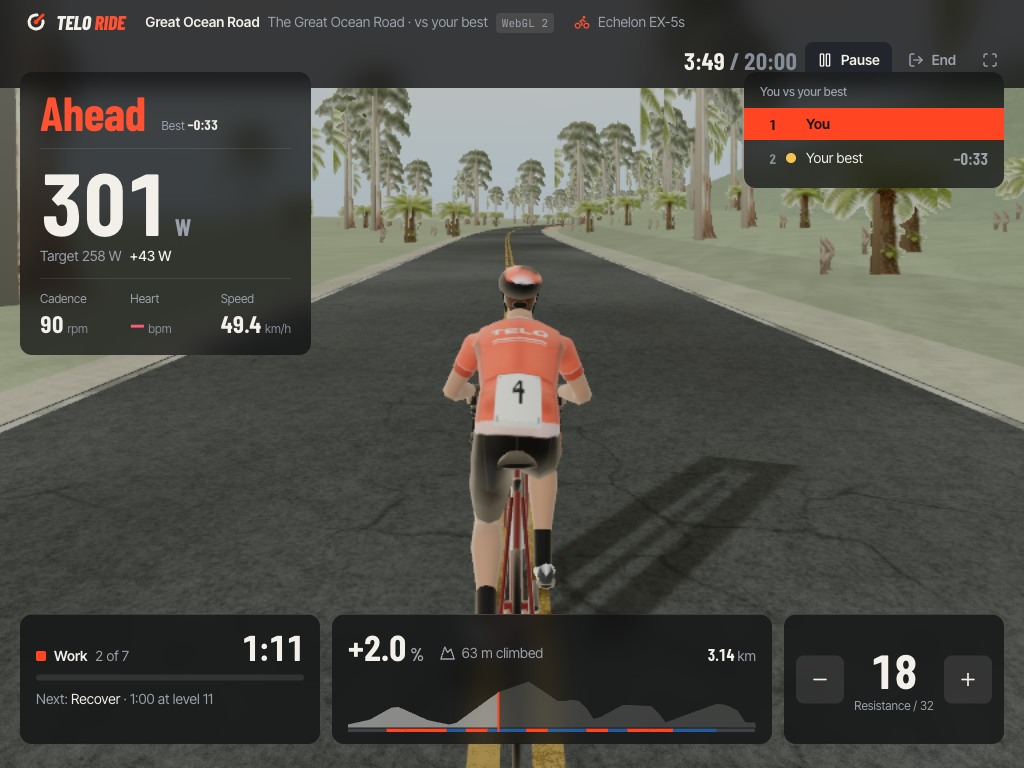 TELO RIDE Great Ocean Road The Great Ocean Road · vs your best WebGL 2 Echelon EX-5s
3:49 / 20:00 Pause End
Ahead Best −0:33
301 W
Target 258 W +43 W
Cadence Heart Speed
90 rpm – bpm 49.4 km/h
You vs your best
1 You
2 Your best −0:33
TELO
4
Work 2 of 7 1:11
Next: Recover · 1:00 at level 11
+2.0 % 63 m climbed 3.14 km
− 18 +
Resistance / 32